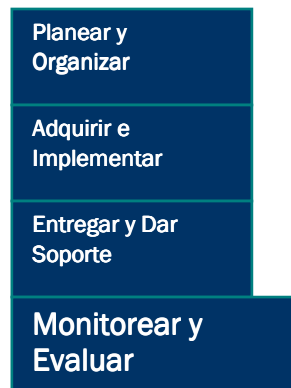 Planear y
Organizar
Adquirir e
Implementar
Entregar y Dar
Soporte
Monitorear y
Evaluar